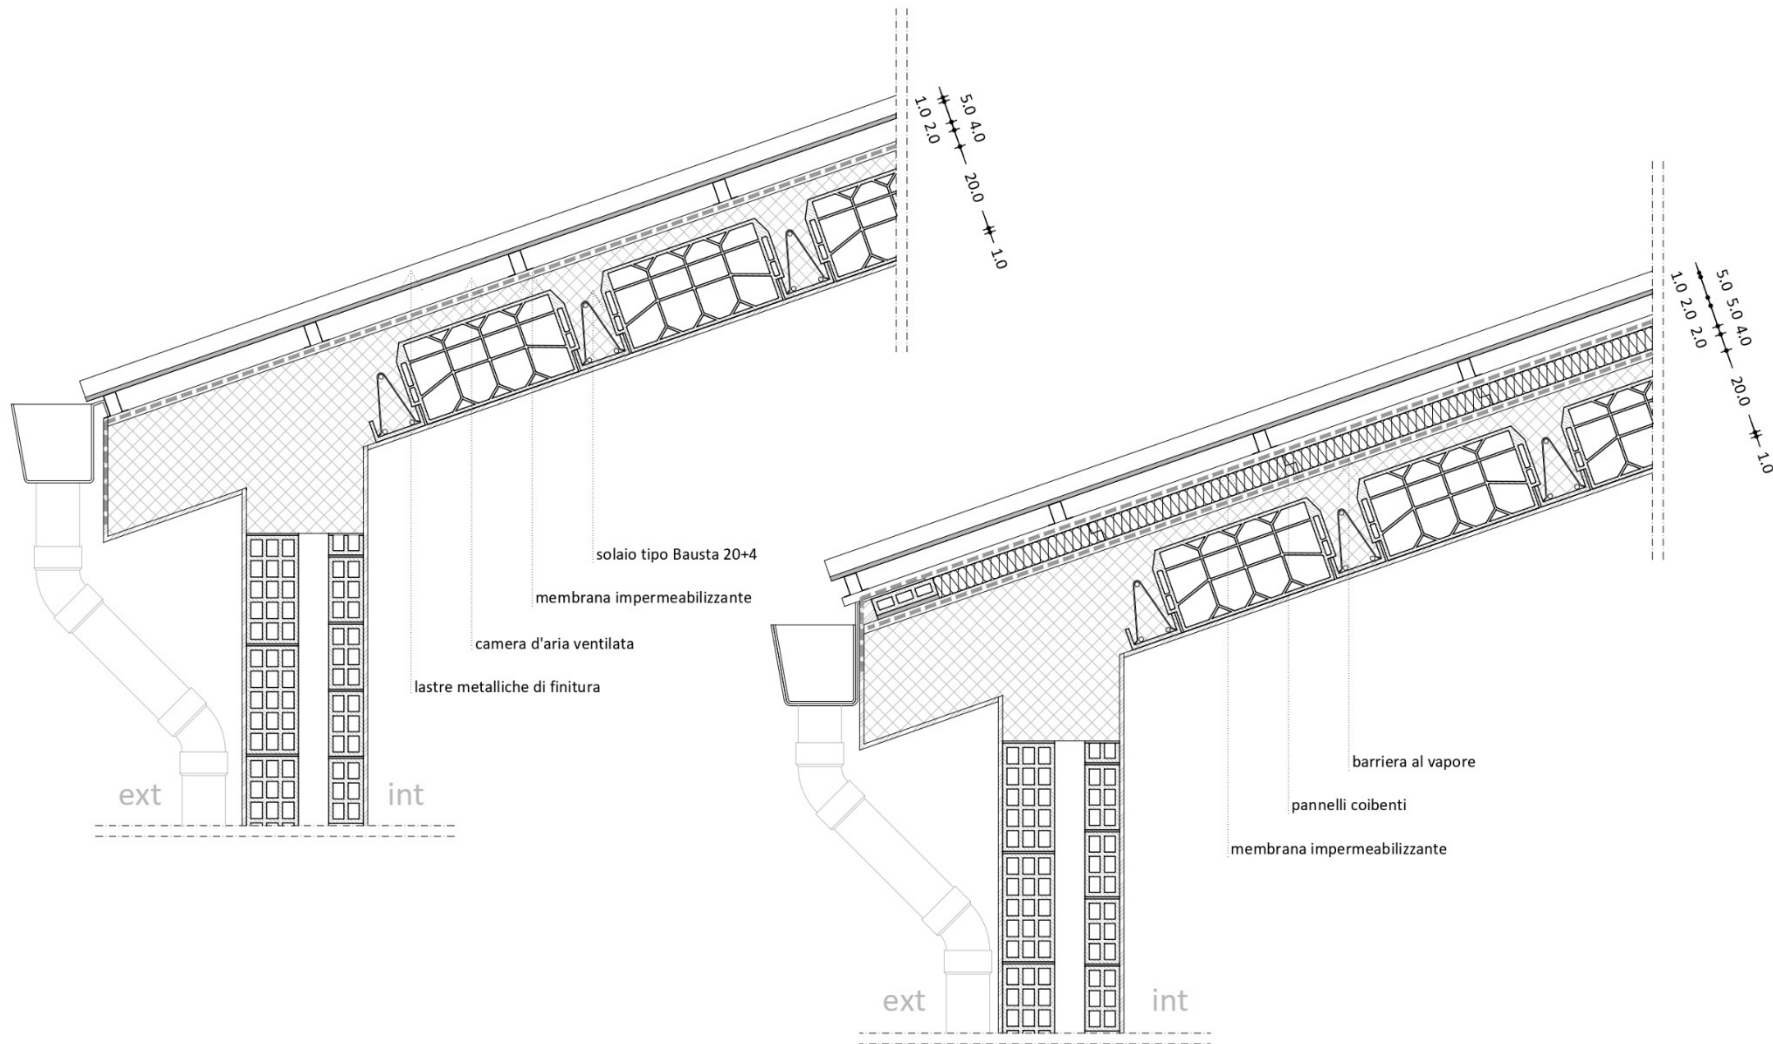 5.0 4.0
1.0 2.0
20.0
1.0
solaio tipo Bausta 20+4
membrana impermeabilizzante
camera d'aria ventilata
lastre metalliche di finitura
ext
int
5.0 5.0 4.0
1.0 2.0 2.0
20.0
1.0
barriera al vapore
pannelli coibenti
membrana impermeabilizzante
ext
int